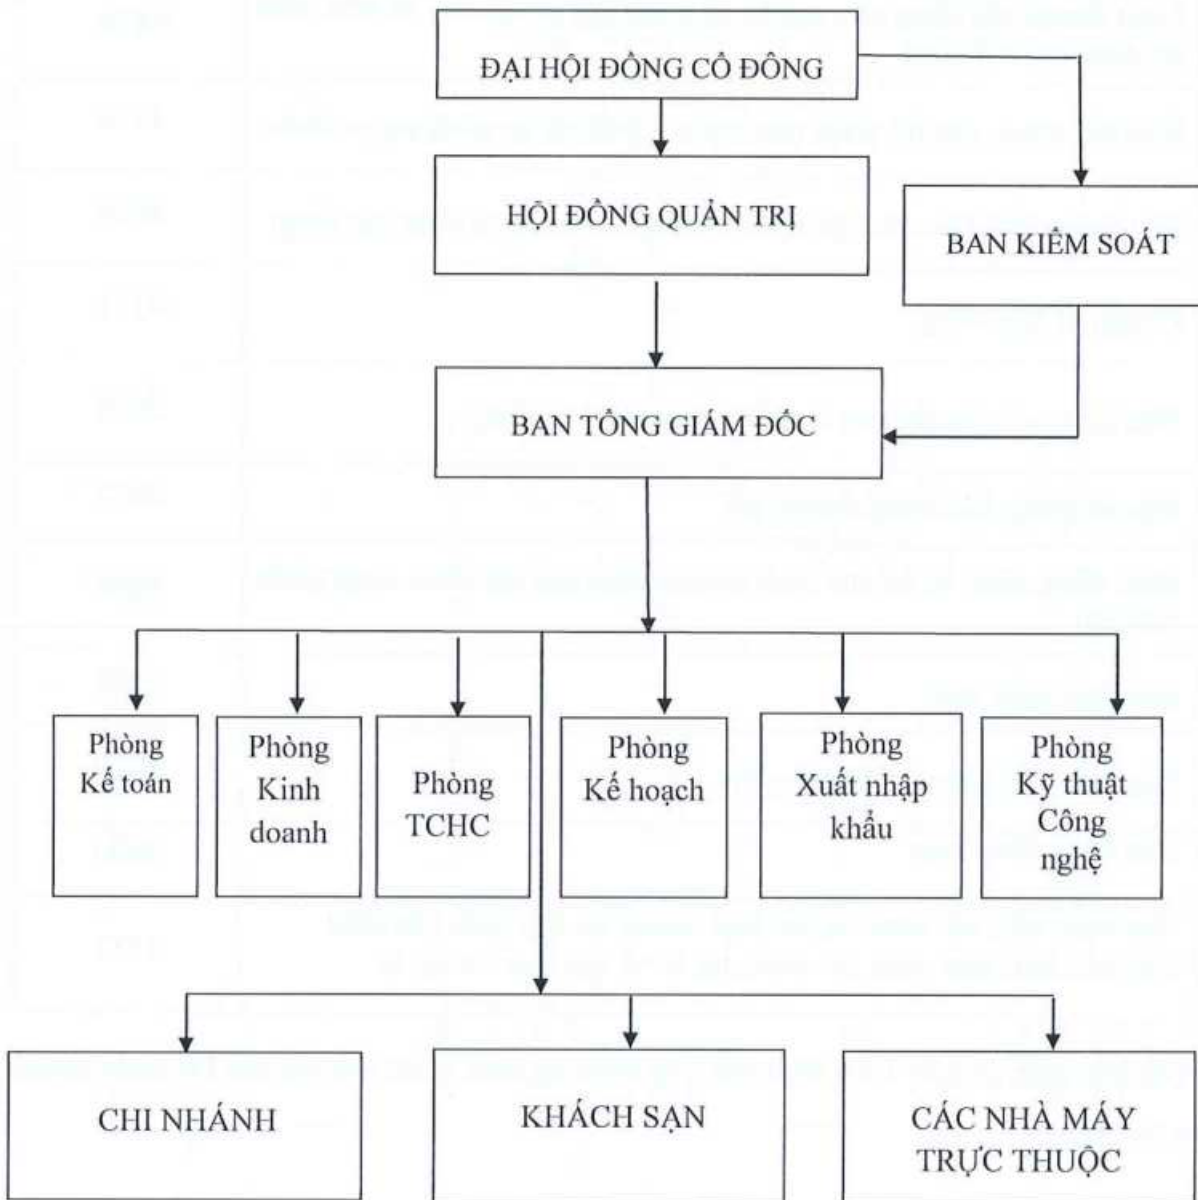 ĐẠI HỘI ĐỒNG CỔ ĐÔNG
HỘI ĐỒNG QUẢN TRỊ
BAN KIỂM SOÁT
BAN TỔNG GIÁM ĐỐC
Phòng
Kế toán
Phòng
Kinh
doanh
Phòng
TCHC
Phòng
Kế hoạch
Phòng
Xuất nhập
khẩu
Phòng
Kỹ thuật
Công
nghệ
CHI NHÁNH
KHÁCH SẠN
CÁC NHÀ MÁY
TRỰC THUỘC